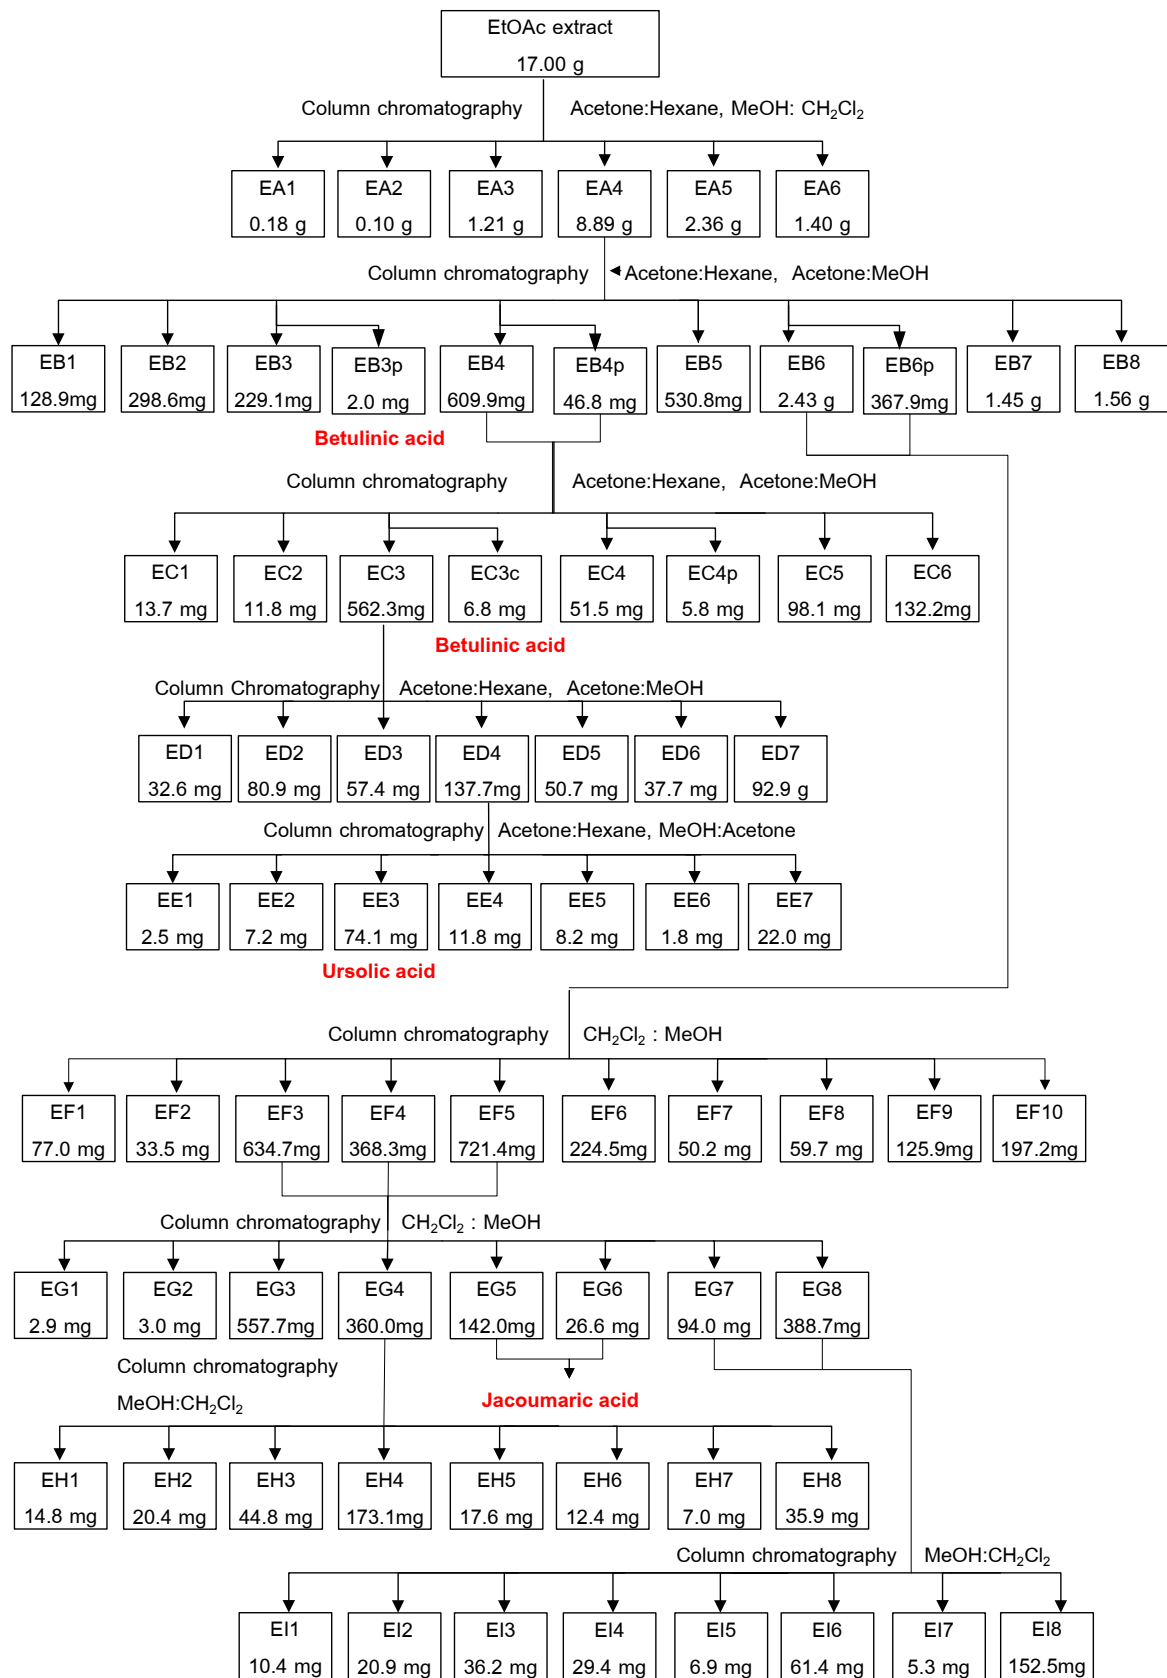 EtOAc extract
17.00 g
Column chromatography Acetone:Hexane, MeOH: CH₂Cl₂
EA1 EA2 EA3 EA4 EA5 EA6
0.18 g 0.10 g 1.21 g 8.89 g 2.36 g 1.40 g
Column chromatography Acetone:Hexane, Acetone:MeOH
EB1 EB2 EB3 EB3p EB4 EB4p EB5 EB6 EB6p EB7 EB8
128.9mg 298.6mg 229.1mg 2.0 mg 609.9mg 46.8 mg 530.8mg 2.43 g 367.9mg 1.45 g 1.56 g
Betulinic acid
Column chromatography Acetone:Hexane, Acetone:MeOH
EC1 EC2 EC3 EC3c EC4 EC4p EC5 EC6
13.7 mg 11.8 mg 562.3mg 6.8 mg 51.5 mg 5.8 mg 98.1 mg 132.2mg
Betulinic acid
Column Chromatography Acetone:Hexane, Acetone:MeOH
ED1 ED2 ED3 ED4 ED5 ED6 ED7
32.6 mg 80.9 mg 57.4 mg 137.7mg 50.7 mg 37.7 mg 92.9 g
Column chromatography Acetone:Hexane, MeOH:Acetone
EE1 EE2 EE3 EE4 EE5 EE6 EE7
2.5 mg 7.2 mg 74.1 mg 11.8 mg 8.2 mg 1.8 mg 22.0 mg
Ursolic acid
Column chromatography CH₂Cl₂ : MeOH
EF1 EF2 EF3 EF4 EF5 EF6 EF7 EF8 EF9 EF10
77.0 mg 33.5 mg 634.7mg 368.3mg 721.4mg 224.5mg 50.2 mg 59.7 mg 125.9mg 197.2mg
Column chromatography CH₂Cl₂ : MeOH
EG1 EG2 EG3 EG4 EG5 EG6 EG7 EG8
2.9 mg 3.0 mg 557.7mg 360.0mg 142.0mg 26.6 mg 94.0 mg 388.7mg
Column chromatography
MeOH:CH₂Cl₂
Jacoumaric acid
EH1 EH2 EH3 EH4 EH5 EH6 EH7 EH8
14.8 mg 20.4 mg 44.8 mg 173.1mg 17.6 mg 12.4 mg 7.0 mg 35.9 mg
Column chromatography MeOH:CH₂Cl₂
EI1 EI2 EI3 EI4 EI5 EI6 EI7 EI8
10.4 mg 20.9 mg 36.2 mg 29.4 mg 6.9 mg 61.4 mg 5.3 mg 152.5mg